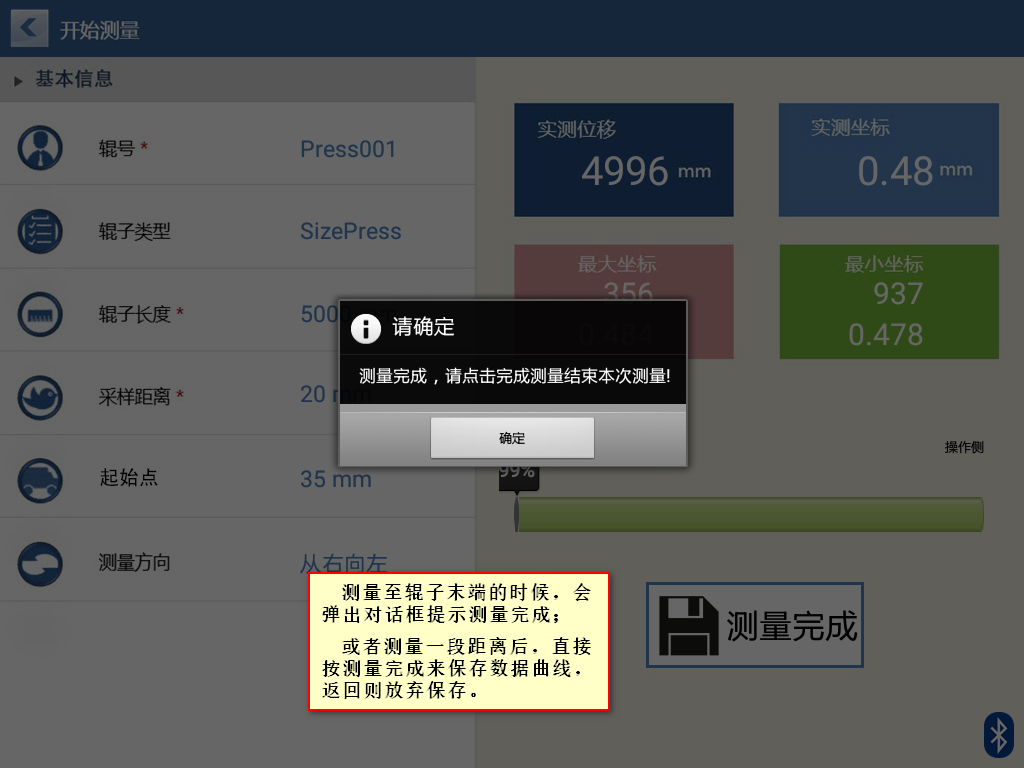 开始测量
基本信息
辊号 *
Press001
辊子类型
SizePress
辊子长度 *
5000
采样距离 *
20 mm
起始点
35 mm
测量方向
从右向左
实测位移
4996 mm
实测坐标
0.48 mm
最大坐标
356
0.484
最小坐标
937
0.478
请确定
测量完成，请点击完成测量结束本次测量!
确定
操作侧
99%
测量完成
测量至辊子末端的时候，会
弹出对话框提示测量完成；
或者测量一段距离后，直接
按测量完成来保存数据曲线，
返回则放弃保存。